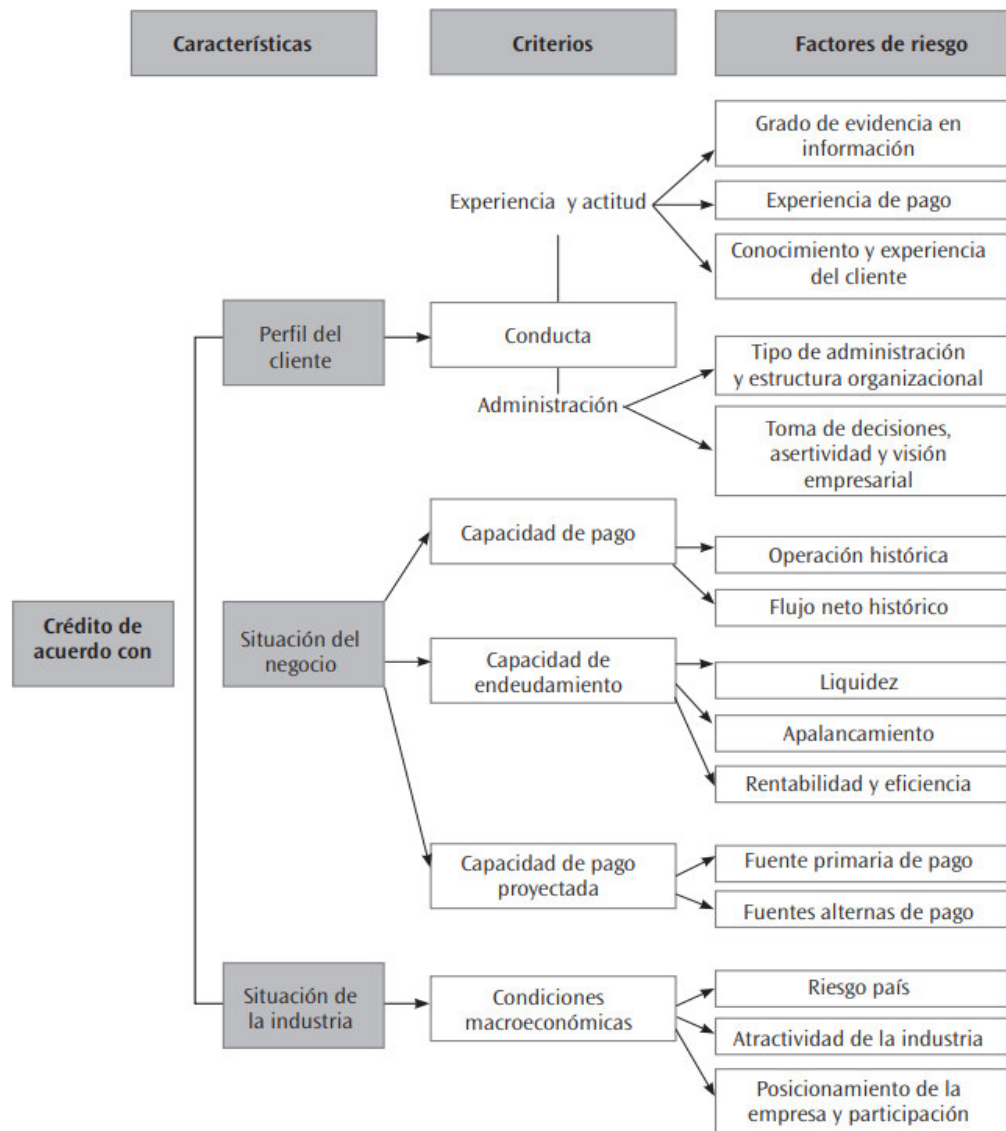 Características
Criterios
Factores de riesgo
Grado de evidencia en
información
Experiencia y actitud
Experiencia de pago
Conocimiento y experiencia
del cliente
Perfil del
cliente
Conducta
Tipo de administración
y estructura organizacional
Administración
Toma de decisiones,
asertividad y visión
empresarial
Capacidad de pago
Operación histórica
Flujo neto histórico
Crédito de
acuerdo con
Situación del
negocio
Capacidad de
endeudamiento
Liquidez
Apalancamiento
Rentabilidad y eficiencia
Capacidad de pago
proyectada
Fuente primaria de pago
Fuentes alternas de pago
Situación de
la industria
Condiciones
macroeconómicas
Riesgo país
Atractividad de la industria
Posicionamiento de la
empresa y participación